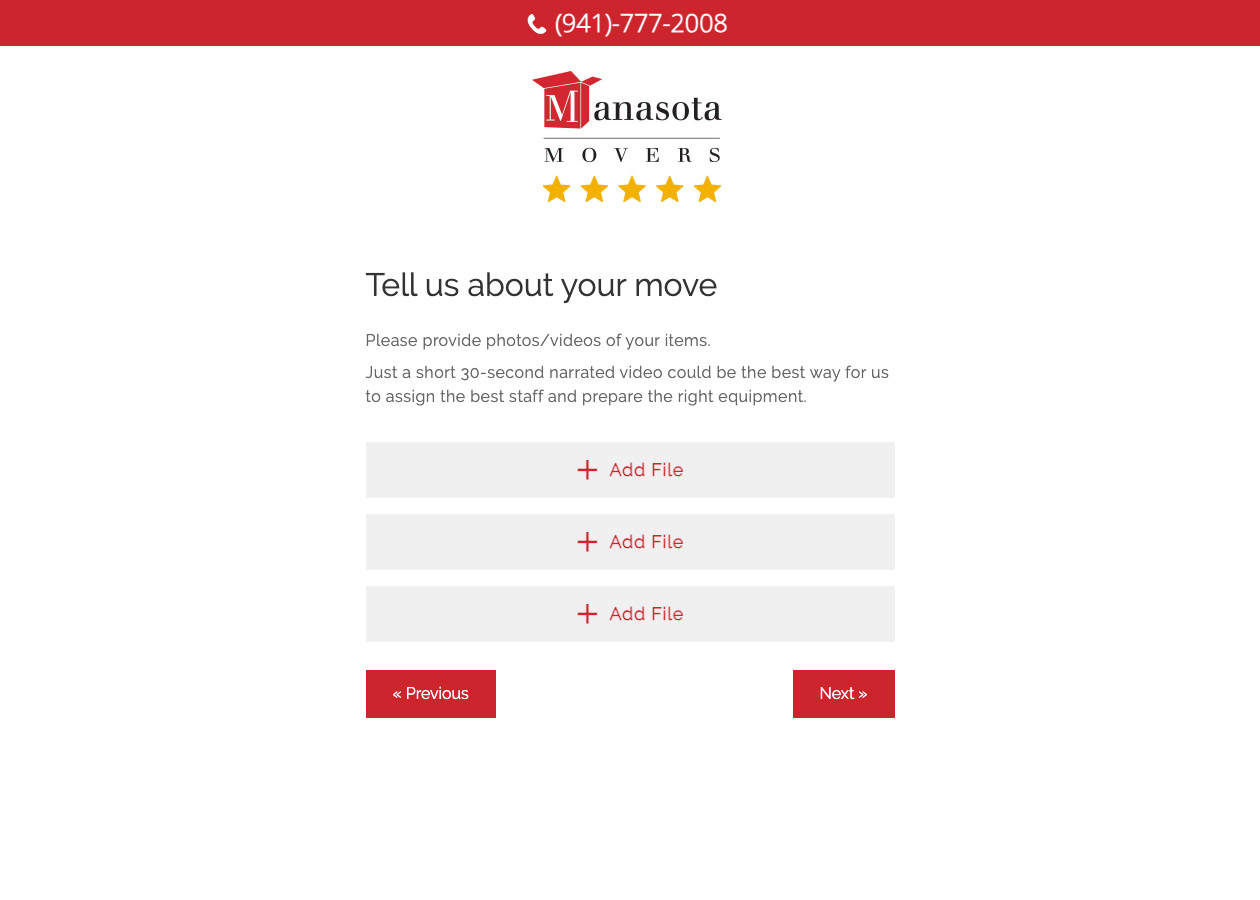 (941)-777-2008
Manasota
MOVERS
Tell us about your move
Please provide photos/videos of your items.
Just a short 30-second narrated video could be the best way for us
to assign the best staff and prepare the right equipment.
Add File
Add File
Add File
« Previous
Next »